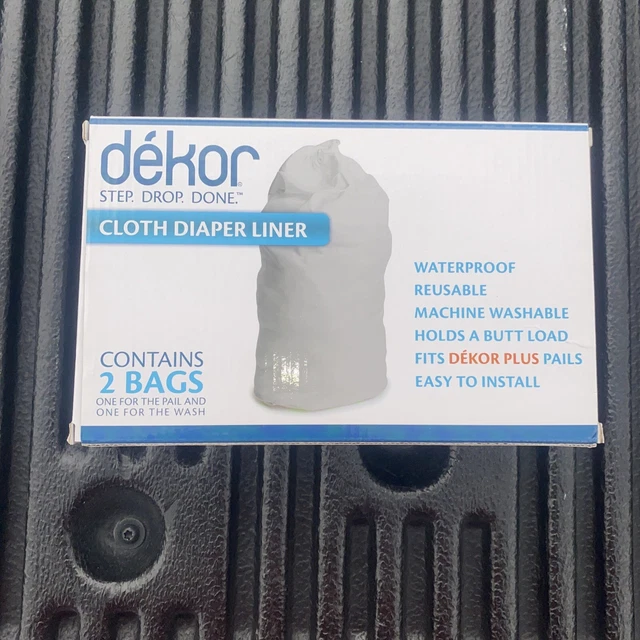 dékor
STEP. DROP. DONE.™
CLOTH DIAPER LINER
CONTAINS
2 BAGS
ONE FOR THE PAIL AND
ONE FOR THE WASH
WATERPROOF
REUSABLE
MACHINE WASHABLE
HOLDS A BUTT LOAD
FITS DÉKOR PLUS PAILS
EASY TO INSTALL